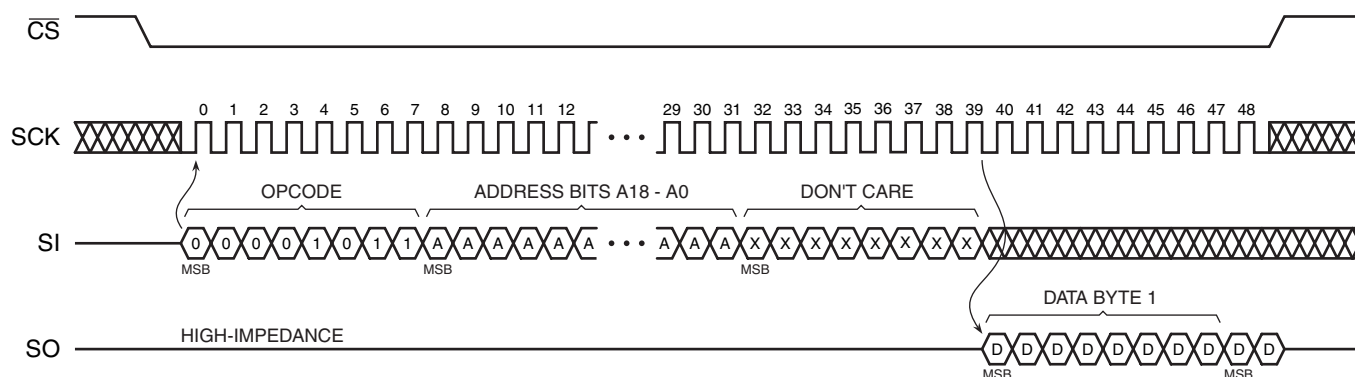 CS
SCK
0 1 2 3 4 5 6 7 8 9 10 11 12 29 30 31 32 33 34 35 36 37 38 39 40 41 42 43 44 45 46 47 48
• • •
OPCODE
ADDRESS BITS A18 - A0
DON'T CARE
SI
0 0 0 0 1 0 1 1 A A A A A A • • • A A A X X X X X X X X
MSB MSB MSB
DATA BYTE 1
HIGH-IMPEDANCE
SO
D D D D D D D D D D
MSB MSB